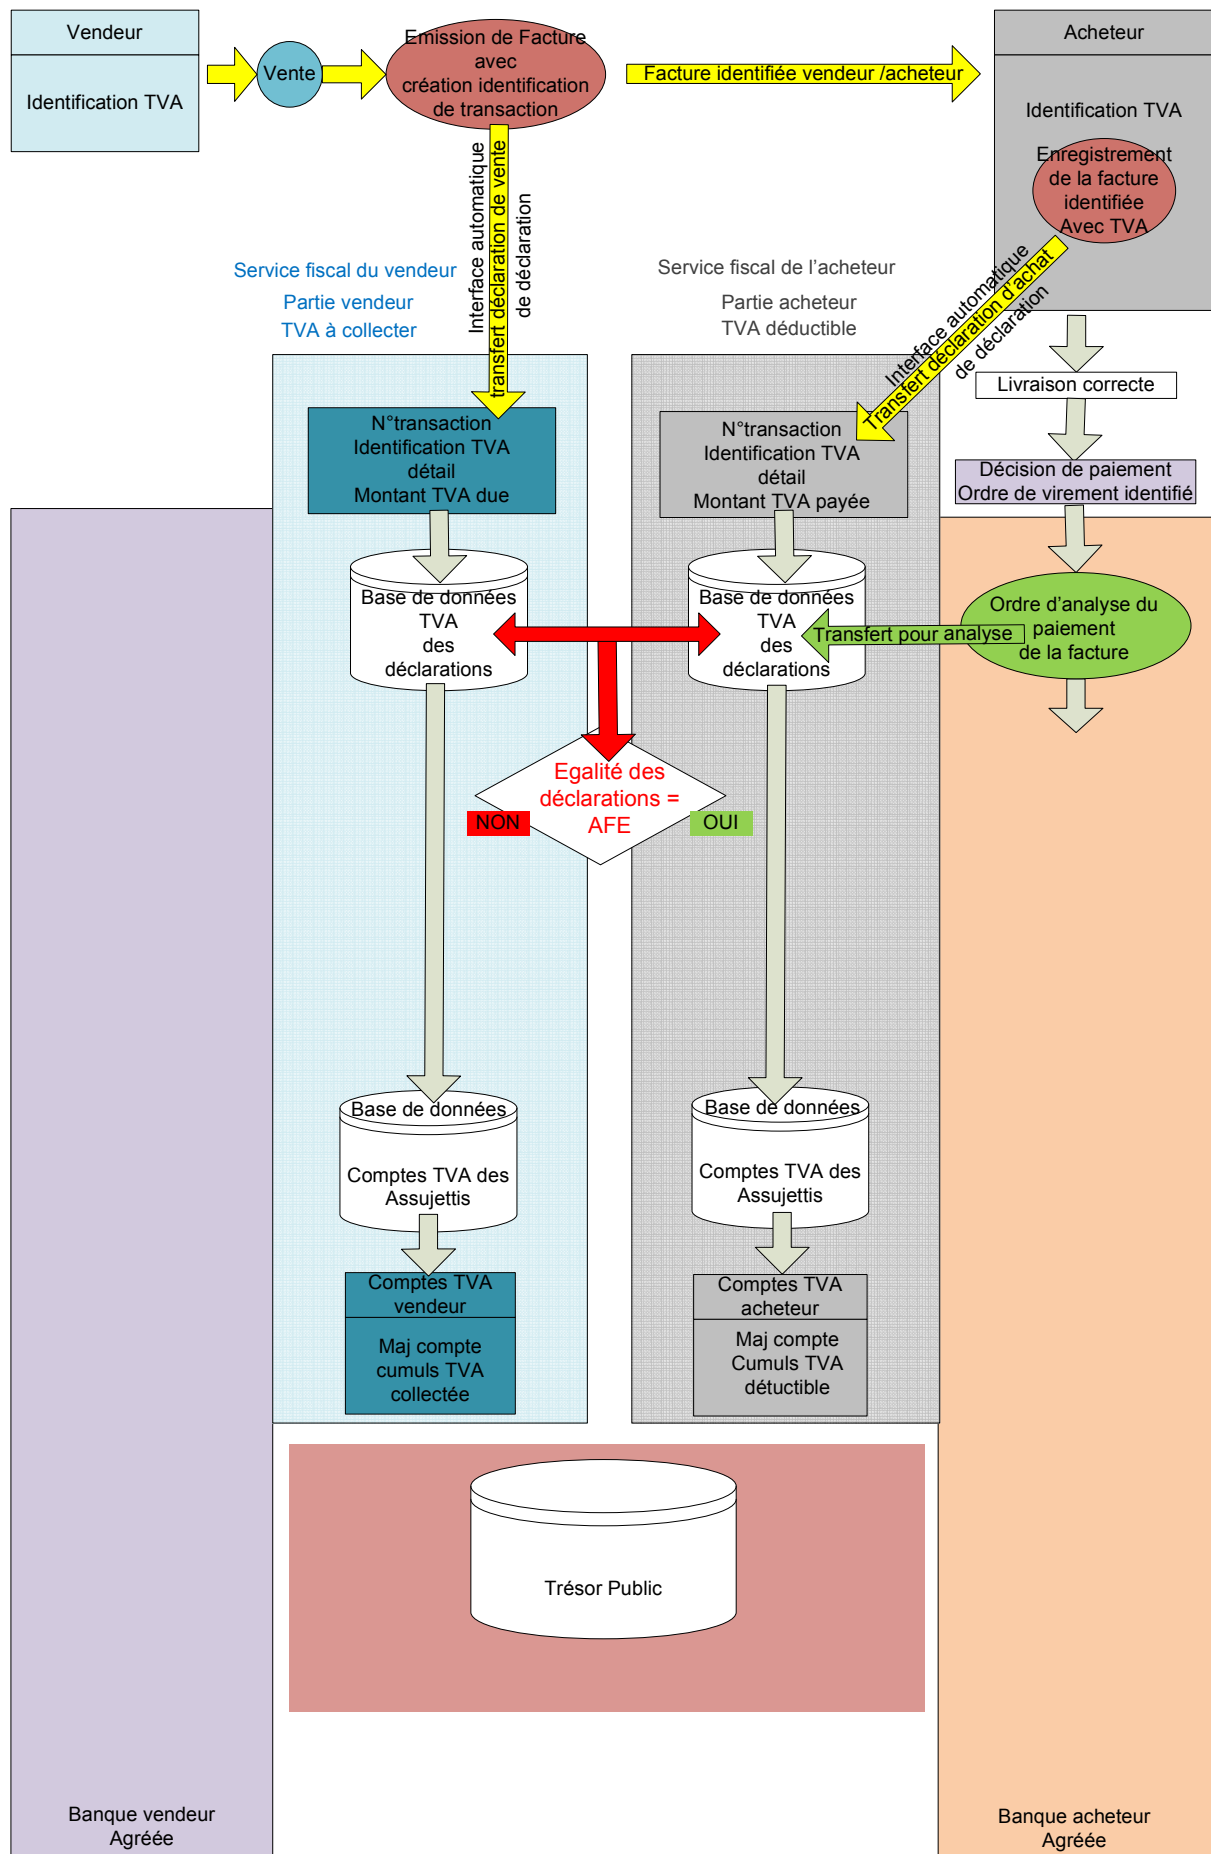 Vendeur
Identification TVA
Vente
Emission de Facture
avec
création identification
de transaction
Facture identifiée vendeur /acheteur
Acheteur
Identification TVA
Enregistrement
de la facture
identifiée
Avec TVA
Interface automatique
transfert déclaration de vente
de déclaration
Service fiscal du vendeur
Partie vendeur
TVA à collecter
Service fiscal de l’acheteur
Partie acheteur
TVA déductible
Interface automatique
Transfert déclaration d’achat
de déclaration
Livraison correcte
Décision de paiement
Ordre de virement identifié
N°transaction
Identification TVA
détail
Montant TVA due
N°transaction
Identification TVA
détail
Montant TVA payée
Base de données
TVA
des
déclarations
Base de données
TVA
des
déclarations
Transfert pour analyse
Ordre d’analyse du
paiement
de la facture
Egalité des
déclarations =
AFE
NON
OUI
Base de données
Comptes TVA des
Assujettis
Base de données
Comptes TVA des
Assujettis
Comptes TVA
vendeur
Maj compte
cumuls TVA
collectée
Comptes TVA
acheteur
Maj compte
Cumuls TVA
détuctible
Trésor Public
Banque vendeur
Agréée
Banque acheteur
Agréée